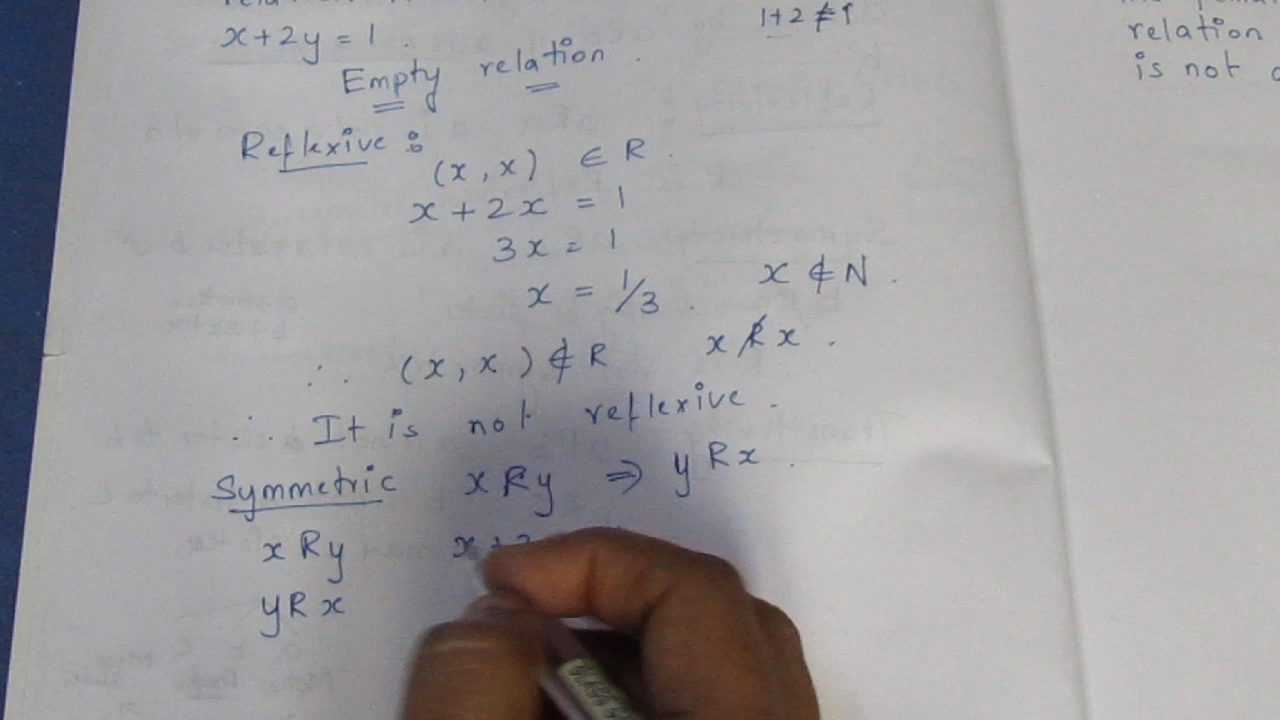 x + 2y = 1 .
1 + 2 ≠ 1
Empty relation .
Reflexive :
(x , x) ∈ R .
x + 2x = 1
3x = 1
x = 1/3 . x ∉ N .
∴ (x , x) ∉ R x R̸ x .
∴ It is not reflexive .
Symmetric x R y ⇒ y R x .
x R y x + 2
y R x
relation
is not